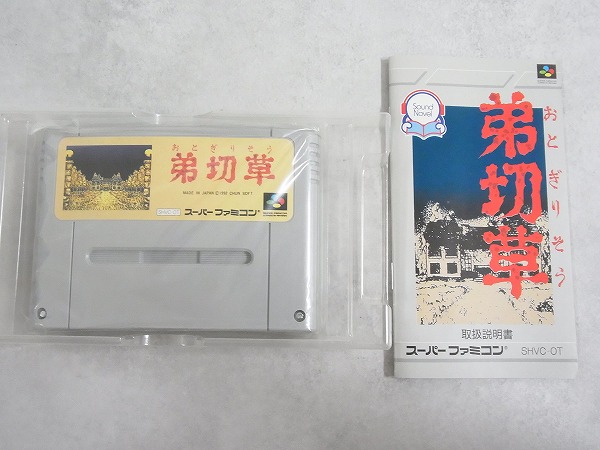 おとぎりそう
弟切草
MADE IN JAPAN © 1992 CHUN SOFT
SHVC-OT スーパーファミコン
Sound
Novel
弟切草
おとぎりそう
取扱説明書
スーパーファミコン SHVC-OT